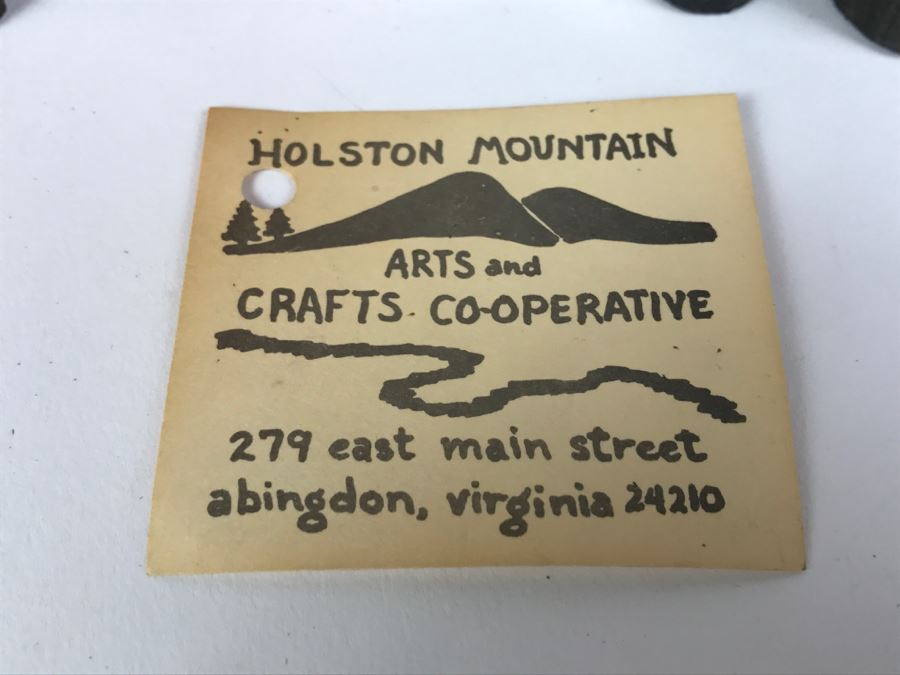 HOLSTON MOUNTAIN
ARTS and
CRAFTS CO-OPERATIVE
279 east main street
abingdon, virginia 24210